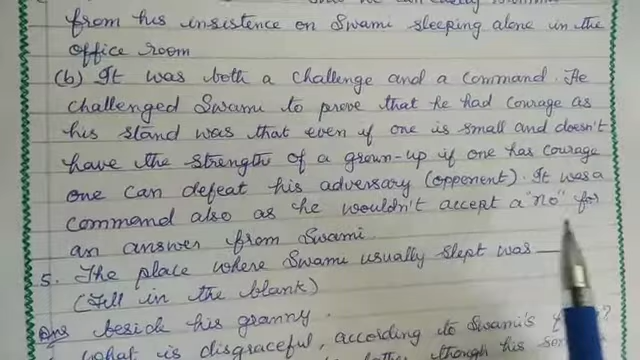 from his insistence on Swami sleeping alone in the
office room
(b) It was both a challenge and a command. He
challenged Swami to prove that he had courage as
his stand was that even if one is small and doesn't
have the strength of a grown-up if one has courage
one can defeat his adversary (opponent). It was a
command also as he wouldn't accept a "no" for
an answer from Swami.
5. The place where Swami usually slept was
(Fill in the blank)
Ans beside his granny.
What is disgraceful, according to Swami's ?
though his